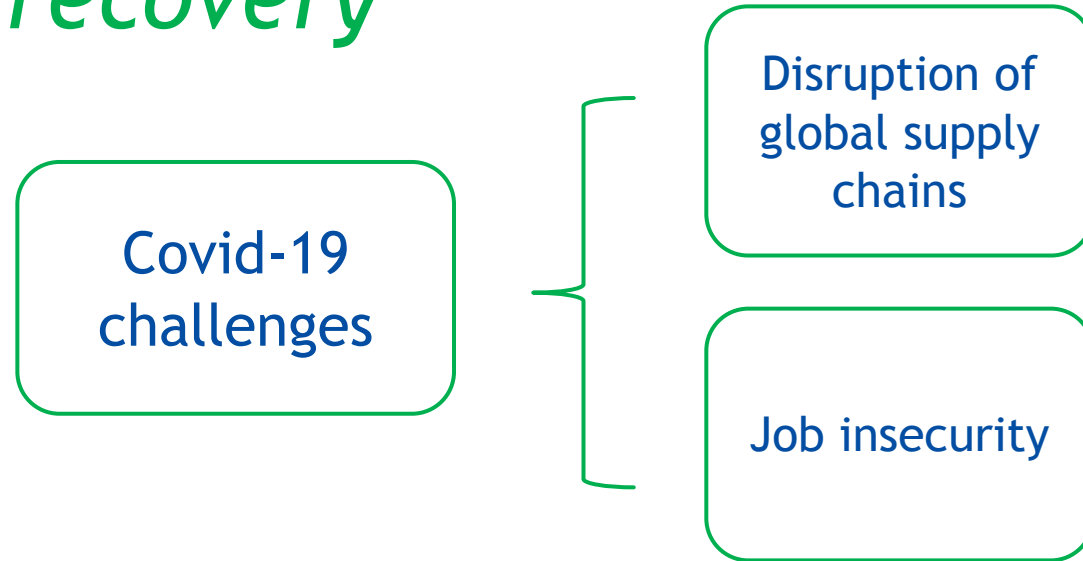 recovery
Covid-19
challenges
Disruption of
global supply
chains
Job insecurity